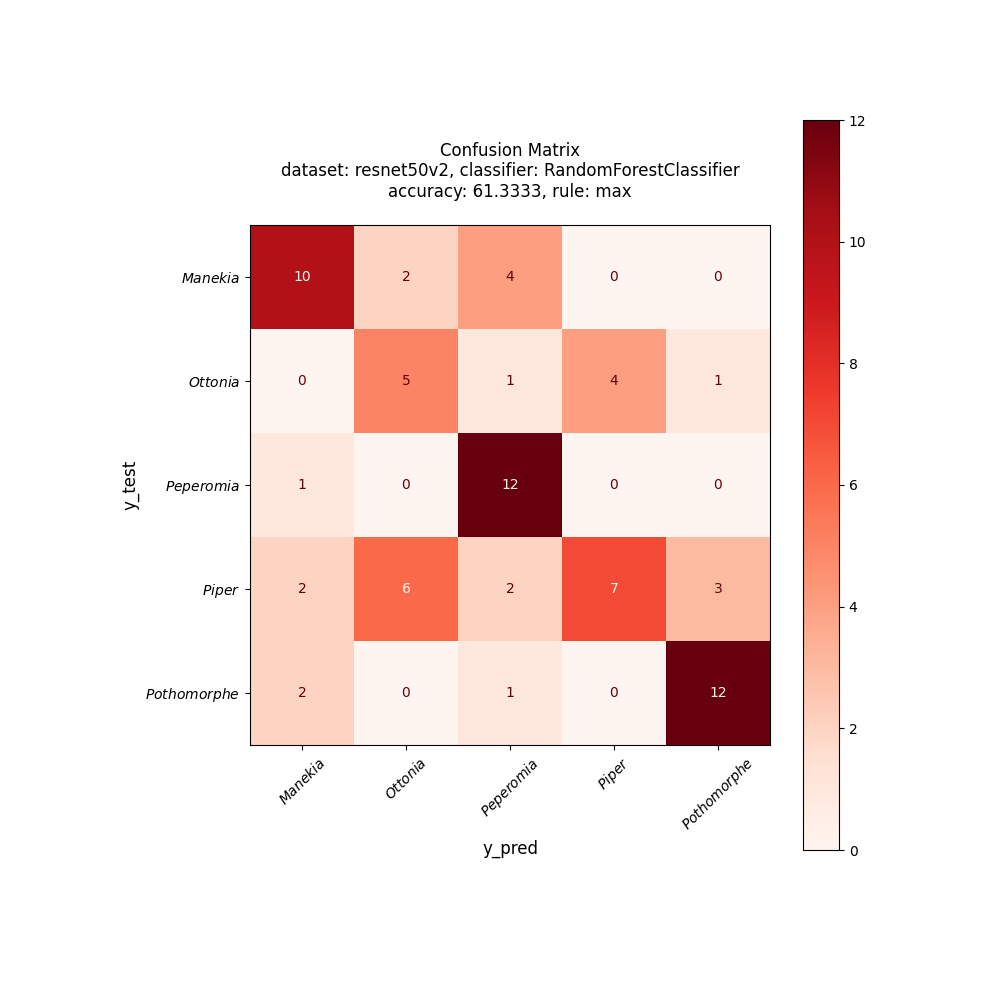 Confusion Matrix
dataset: resnet50v2, classifier: RandomForestClassifier
accuracy: 61.3333, rule: max
y_test
Manekia 10 2 4 0 0
Ottonia 0 5 1 4 1
Peperomia 1 0 12 0 0
Piper 2 6 2 7 3
Pothomorphe 2 0 1 0 12
Manekia Ottonia Peperomia Piper Pothomorphe
y_pred
12
10
8
6
4
2
0